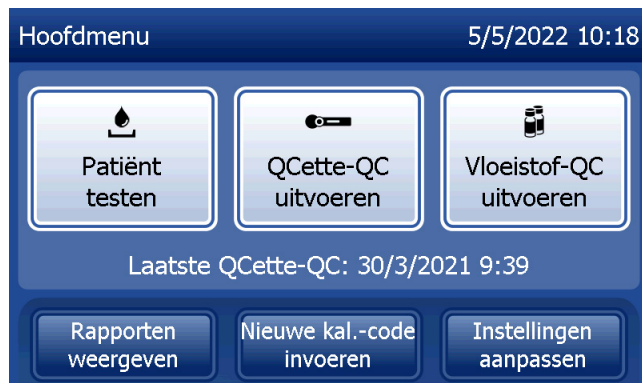 Hoofdmenu 5/5/2022 10:18
Patiënt
testen
QCette-QC
uitvoeren
Vloeistof-QC
uitvoeren
Laatste QCette-QC: 30/3/2021 9:39
Rapporten
weergeven
Nieuwe kal.-code
invoeren
Instellingen
aanpassen